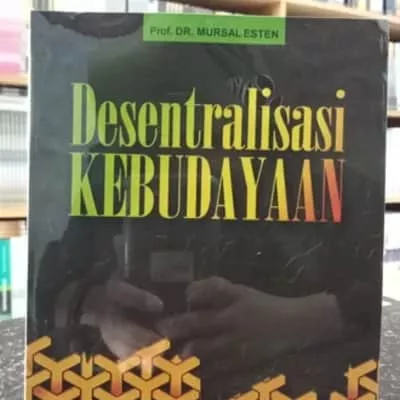 Prof. DR. MURSAL ESTEN
Desentralisasi
KEBUDAYAAN